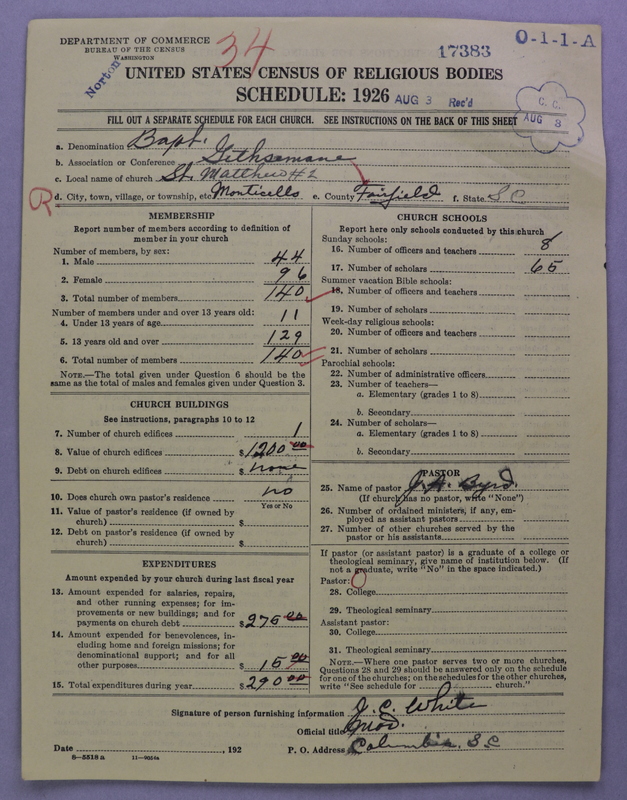 DEPARTMENT OF COMMERCE
BUREAU OF THE CENSUS
WASHINGTON
34
17383
O-1-1-A
Norton
UNITED STATES CENSUS OF RELIGIOUS BODIES
SCHEDULE: 1926
AUG 3 Rec'd
C. C.
AUG 3
FILL OUT A SEPARATE SCHEDULE FOR EACH CHURCH. SEE INSTRUCTIONS ON THE BACK OF THIS SHEET
a. Denomination Bapt.
b. Association or Conference Gethsemane
c. Local name of church St. Matthew #2
R
d. City, town, village, or township, etc. Monticello e. County Fairfield f. State S C
MEMBERSHIP
Report number of members according to definition of
member in your church
Number of members, by sex:
1. Male 44
2. Female 96
3. Total number of members 140
Number of members under and over 13 years old:
4. Under 13 years of age 11
5. 13 years old and over 129
6. Total number of members 140
NOTE.—The total given under Question 6 should be the
same as the total of males and females given under Question 3.
CHURCH BUILDINGS
See instructions, paragraphs 10 to 12
7. Number of church edifices 1
8. Value of church edifices $1200 00
9. Debt on church edifices $ none
10. Does church own pastor's residence no
Yes or No
11. Value of pastor's residence (if owned by
church) $
12. Debt on pastor's residence (if owned by
church) $
EXPENDITURES
Amount expended by your church during last fiscal year
13. Amount expended for salaries, repairs,
and other running expenses; for im-
provements or new buildings; and for
payments on church debt $275 00
14. Amount expended for benevolences, in-
cluding home and foreign missions; for
denominational support; and for all
other purposes $15 00
15. Total expenditures during year $290 00
CHURCH SCHOOLS
Report here only schools conducted by this church
Sunday schools:
16. Number of officers and teachers 8
17. Number of scholars 65
Summer vacation Bible schools:
18. Number of officers and teachers
19. Number of scholars
Week-day religious schools:
20. Number of officers and teachers
21. Number of scholars
Parochial schools:
22. Number of administrative officers
23. Number of teachers—
a. Elementary (grades 1 to 8)
b. Secondary
24. Number of scholars—
a. Elementary (grades 1 to 8)
b. Secondary
PASTOR
25. Name of pastor J. H. Byrd.
(If church has no pastor, write "None")
26. Number of ordained ministers, if any, em-
ployed as assistant pastors
27. Number of other churches served by the
pastor or his assistants
If pastor (or assistant pastor) is a graduate of a college or
theological seminary, give name of institution below. (If
not a graduate, write "No" in the space indicated.)
Pastor: O
28. College
29. Theological seminary
Assistant pastor:
30. College
31. Theological seminary
NOTE.—Where one pastor serves two or more churches,
Questions 28 and 29 should be answered only on the schedule
for one of the churches; on the schedules for the other churches,
write "See schedule for church."
Signature of person furnishing information J. C. White
Official title Mod.
Date , 192 P. O. Address Columbia, S. C
8—5518 a 11—9054a